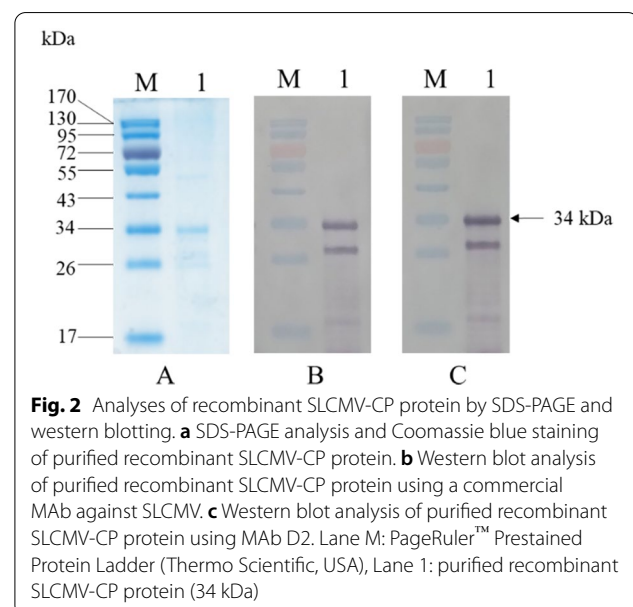 kDa
M 1 M 1 M 1
170
130
95
72
55
43
34
34 kDa
26
17
A B C
Fig. 2 Analyses of recombinant SLCMV-CP protein by SDS-PAGE and
western blotting. a SDS-PAGE analysis and Coomassie blue staining
of purified recombinant SLCMV-CP protein. b Western blot analysis
of purified recombinant SLCMV-CP protein using a commercial
MAb against SLCMV. c Western blot analysis of purified recombinant
SLCMV-CP protein using MAb D2. Lane M: PageRuler™ Prestained
Protein Ladder (Thermo Scientific, USA), Lane 1: purified recombinant
SLCMV-CP protein (34 kDa)